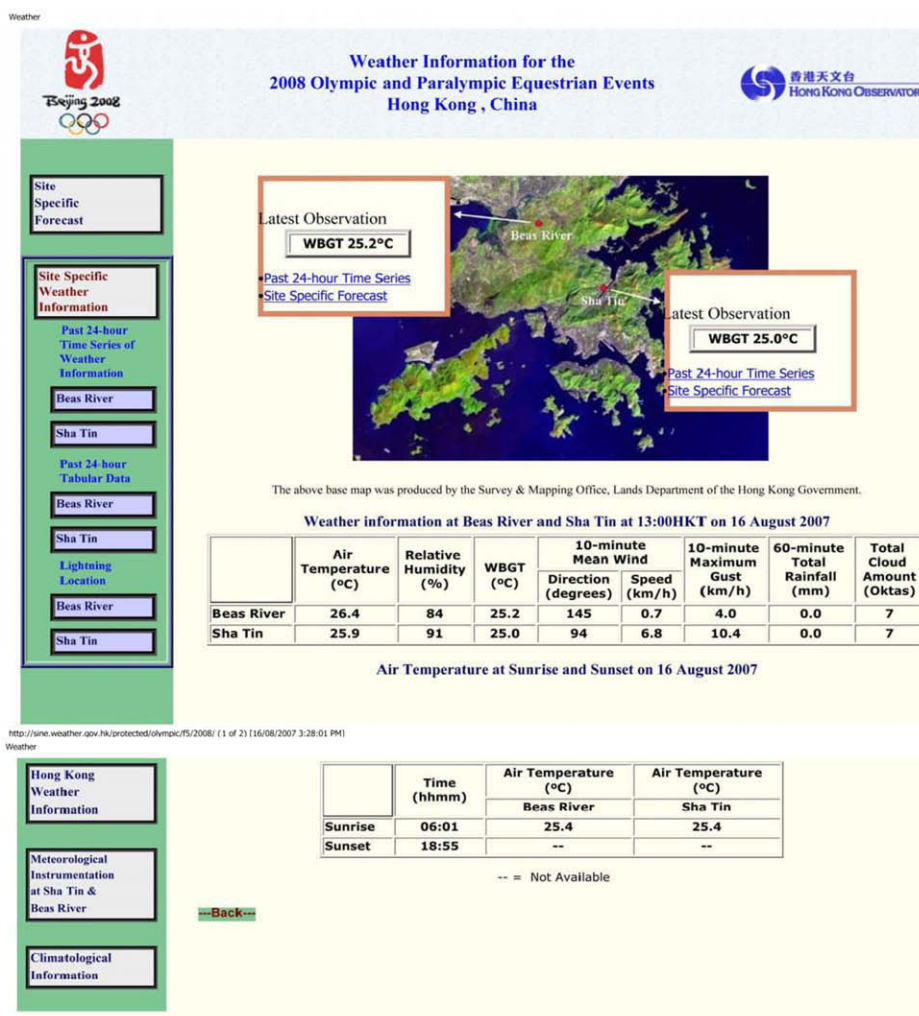 Weather
Beijing 2008
Weather Information for the
2008 Olympic and Paralympic Equestrian Events
Hong Kong , China
香港天文台
HONG KONG OBSERVATOR
Site
Specific
Forecast
Site Specific
Weather
Information
Past 24-hour
Time Series of
Weather
Information
Beas River
Sha Tin
Past 24-hour
Tabular Data
Beas River
Sha Tin
Lightning
Location
Beas River
Sha Tin
Latest Observation
WBGT 25.2°C
•Past 24-hour Time Series
•Site Specific Forecast
Beas River
Sha Tin
Latest Observation
WBGT 25.0°C
Past 24-hour Time Series
•Site Specific Forecast
The above base map was produced by the Survey & Mapping Office, Lands Department of the Hong Kong Government.
Weather information at Beas River and Sha Tin at 13:00HKT on 16 August 2007
Air Temperature (ºC) Relative Humidity (%) WBGT (ºC) 10-minute Mean Wind 10-minute Maximum Gust (km/h) 60-minute Total Rainfall (mm) Total Cloud Amount (Oktas)
Direction (degrees) Speed (km/h)
Beas River 26.4 84 25.2 145 0.7 4.0 0.0 7
Sha Tin 25.9 91 25.0 94 6.8 10.4 0.0 7
Air Temperature at Sunrise and Sunset on 16 August 2007
http://sine.weather.gov.hk/protected/olympic/f5/2008/ (1 of 2) [16/08/2007 3:28:01 PM]
Weather
Hong Kong
Weather
Information
Meteorological
Instrumentation
at Sha Tin &
Beas River
Climatological
Information
Time (hhmm) Air Temperature (ºC) Air Temperature (ºC)
Beas River Sha Tin
Sunrise 06:01 25.4 25.4
Sunset 18:55 -- --
-- = Not Available
---Back---